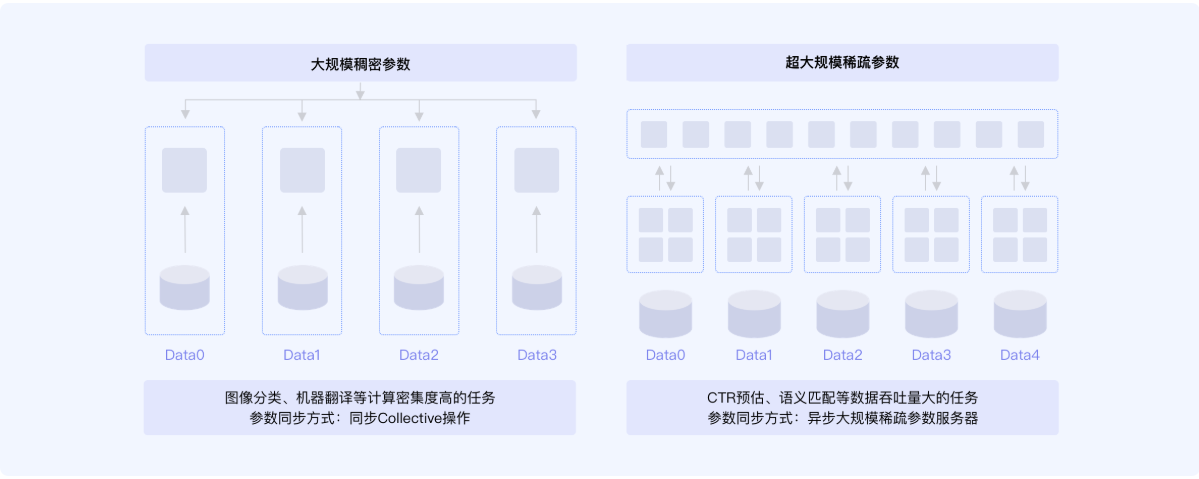 大规模稠密参数
Data0
Data1
Data2
Data3
图像分类、机器翻译等计算密集度高的任务
参数同步方式：同步Collective操作
超大规模稀疏参数
Data0
Data1
Data2
Data3
Data4
CTR预估、语义匹配等数据吞吐量大的任务
参数同步方式：异步大规模稀疏参数服务器